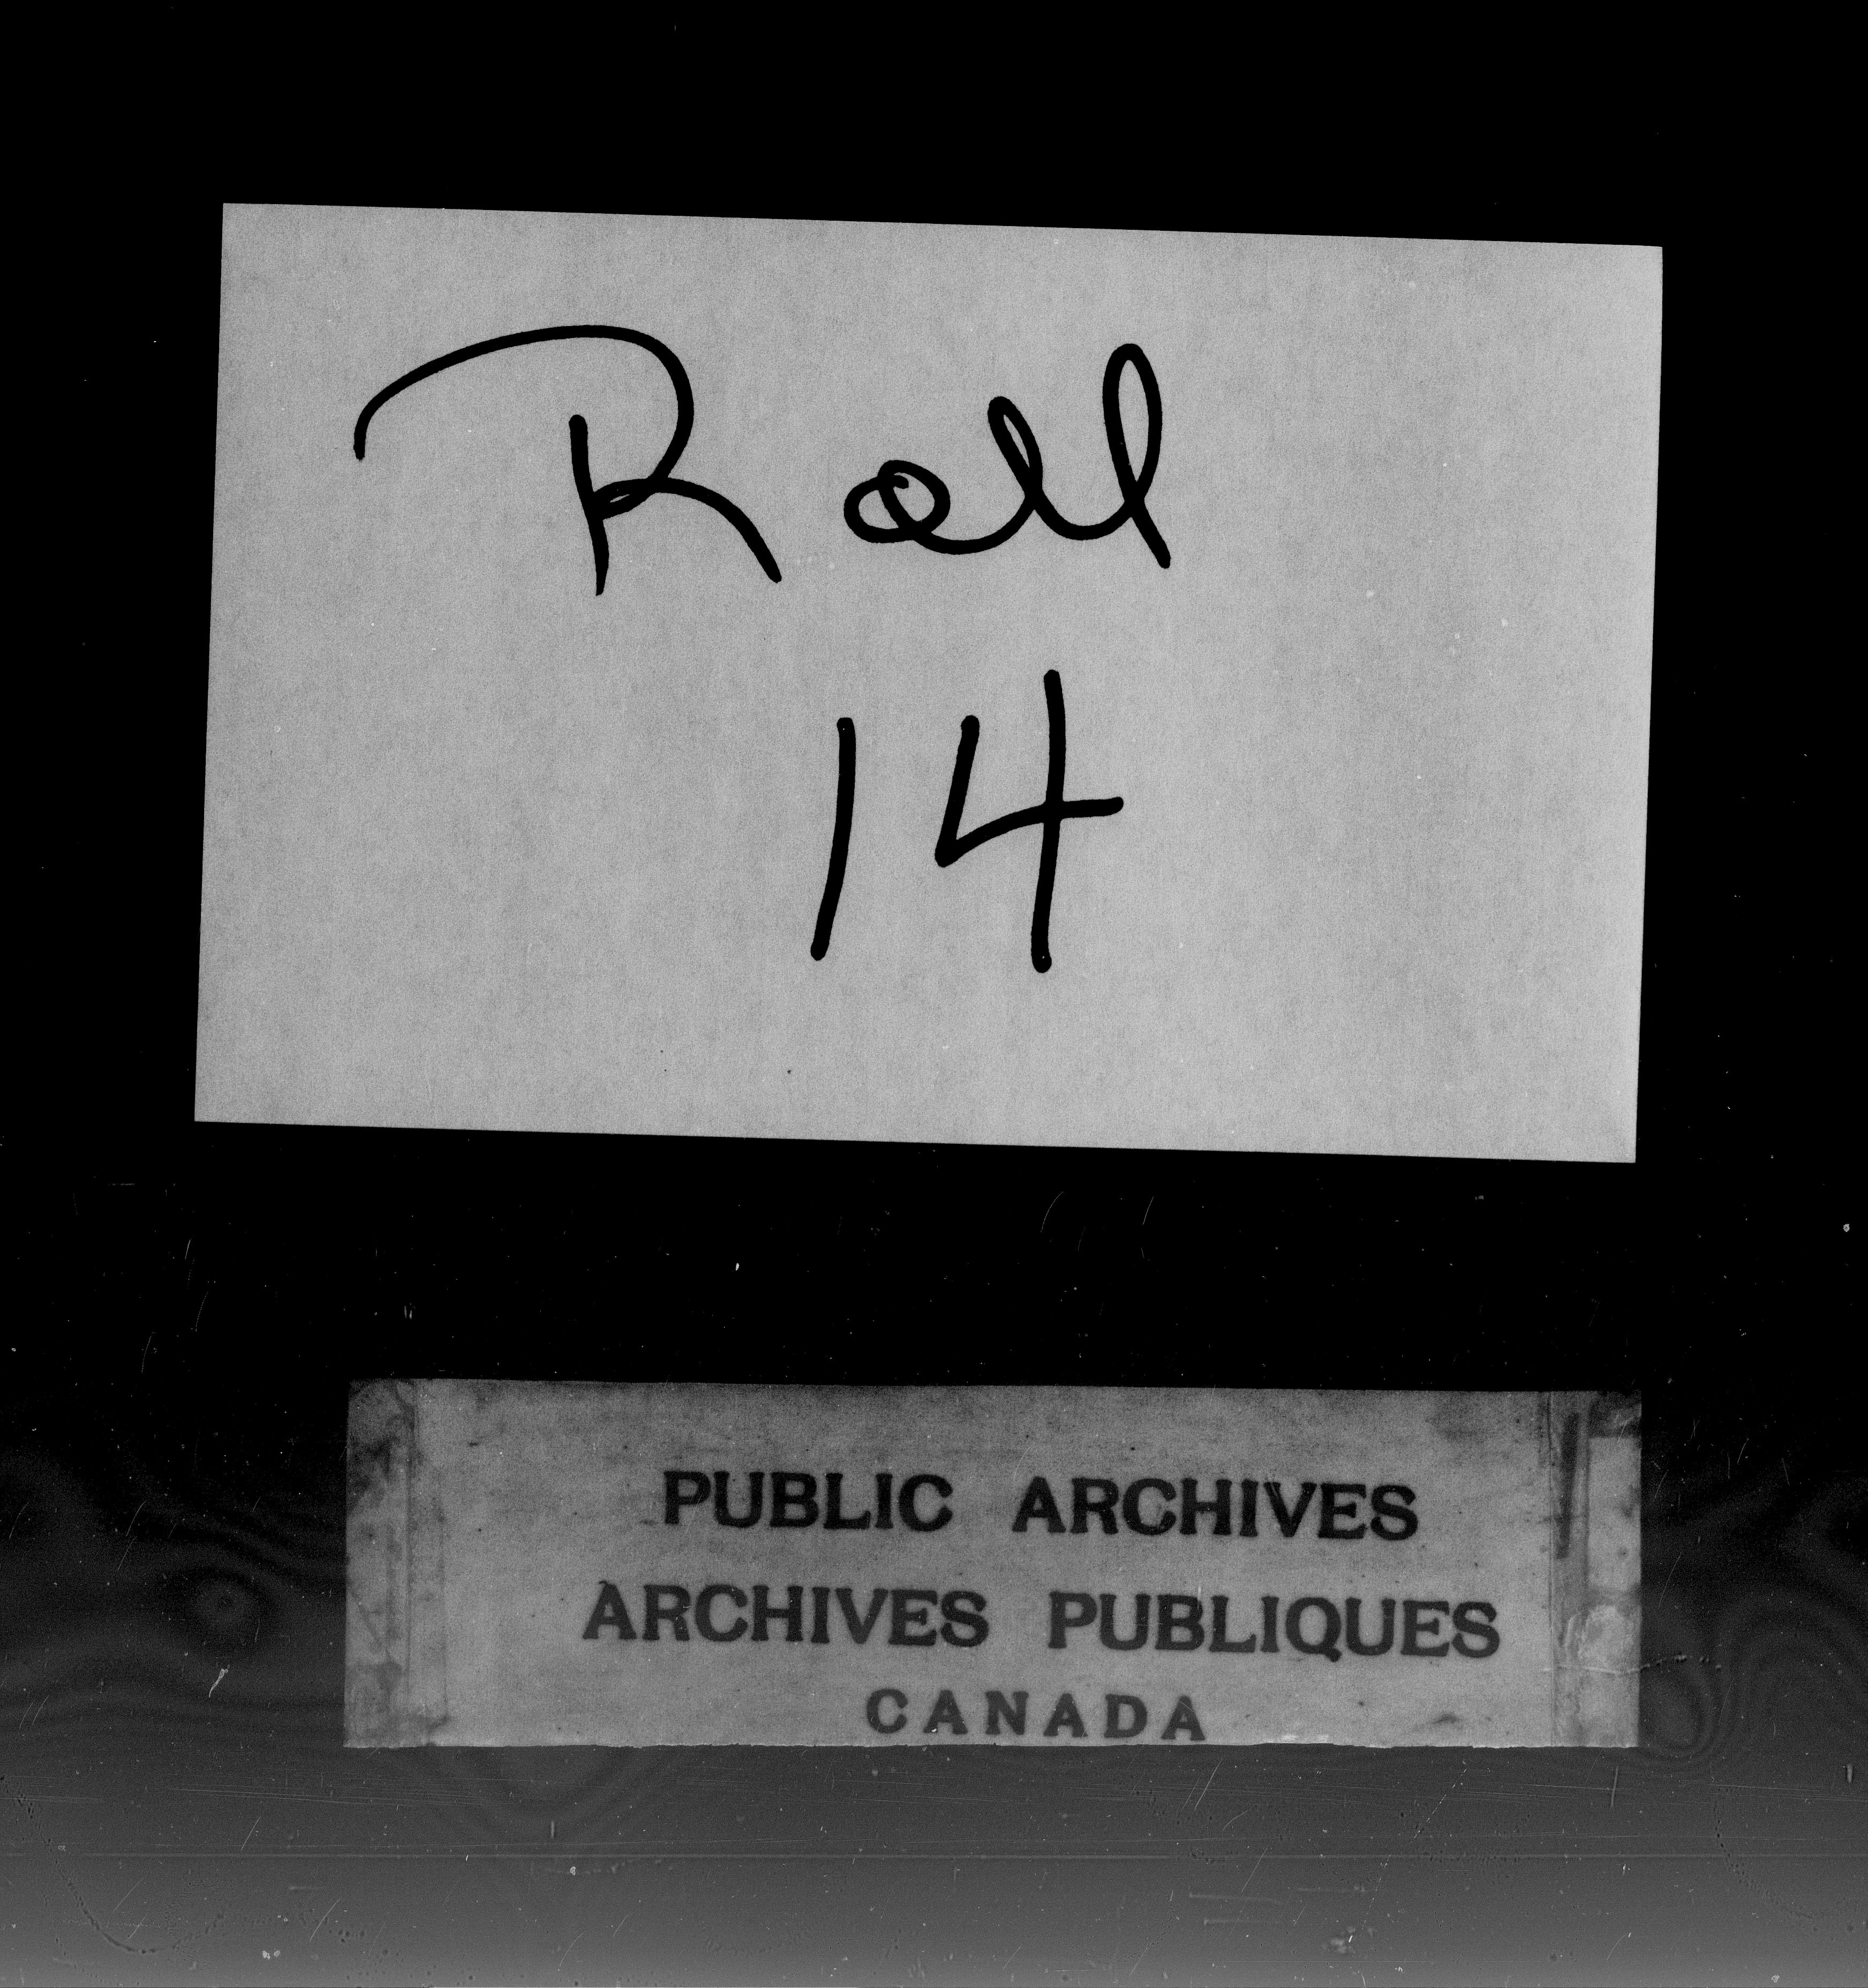 Roll
14
PUBLIC ARCHIVES
ARCHIVES PUBLIQUES
CANADA